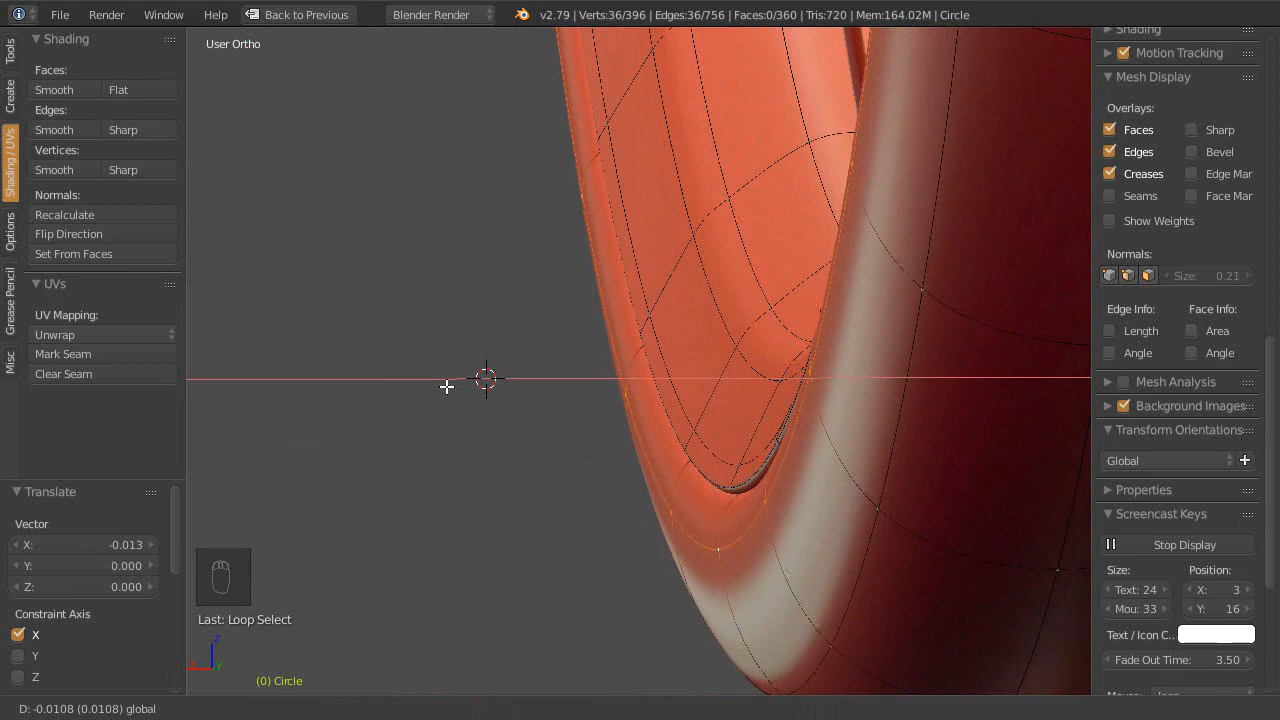 File Render Window Help Back to Previous Blender Render v2.79 | Verts:36/396 | Edges:36/756 | Faces:0/360 | Tris:720 | Mem:164.02M | Circle
Tools
Create
Shading / UVs
Options
Grease Pencil
Misc
Shading
Faces:
Smooth Flat
Edges:
Smooth Sharp
Vertices:
Smooth Sharp
Normals:
Recalculate
Flip Direction
Set From Faces
UVs
UV Mapping:
Unwrap
Mark Seam
Clear Seam
Translate
Vector
X: -0.013
Y: 0.000
Z: 0.000
Constraint Axis
X
Y
Z
User Ortho
Last: Loop Select
z
x y
(0) Circle
Shading
Motion Tracking
Mesh Display
Overlays:
Faces Sharp
Edges Bevel
Creases Edge Mar
Seams Face Mar
Show Weights
Normals:
Size: 0.21
Edge Info: Face Info:
Length Area
Angle Angle
Mesh Analysis
Background Images
Transform Orientations
Global
Properties
Screencast Keys
Stop Display
Size: Position:
Text: 24 X: 3
Mou: 33 Y: 16
Text / Icon C..
Fade Out Time: 3.50
D: -0.0108 (0.0108) global